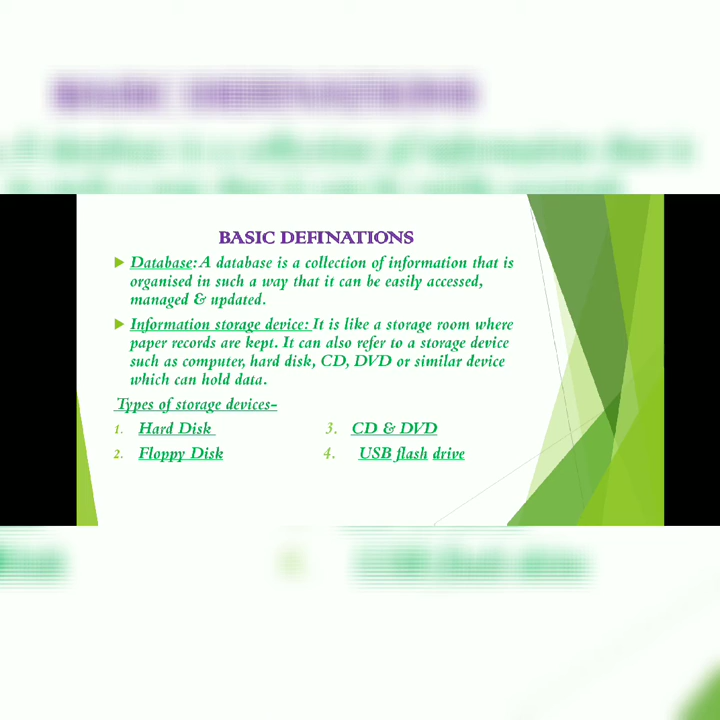 BASIC DEFINATIONS
Database: A database is a collection of information that is
organised in such a way that it can be easily accessed,
managed & updated.
Information storage device: It is like a storage room where
paper records are kept. It can also refer to a storage device
such as computer, hard disk, CD, DVD or similar device
which can hold data.
Types of storage devices-
1. Hard Disk
3. CD & DVD
2. Floppy Disk
4. USB flash drive